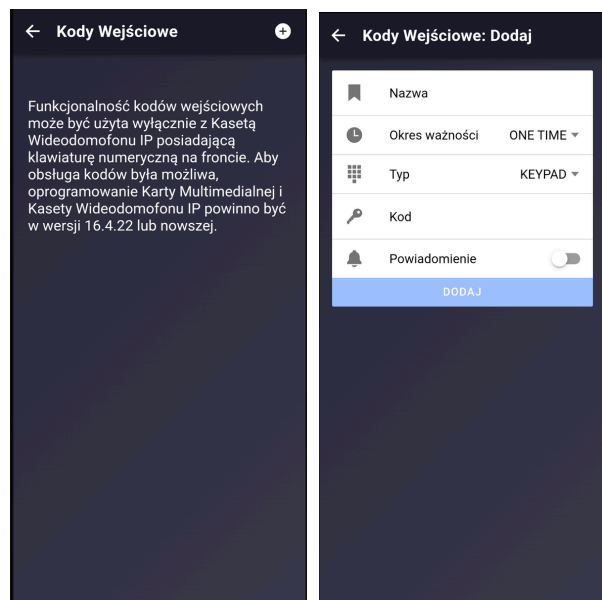 Kody Wejściowe
Funkcjonalność kodów wejściowych
może być użyta wyłącznie z Kasetą
Wideodomofonu IP posiadającą
klawiaturę numeryczną na froncie. Aby
obsługa kodów była możliwa,
oprogramowanie Karty Multimedialnej i
Kasety Wideodomofonu IP powinno być
w wersji 16.4.22 lub nowszej.
Kody Wejściowe: Dodaj
Nazwa
Okres ważności ONE TIME
Typ KEYPAD
Kod
Powiadomienie
DODAJ